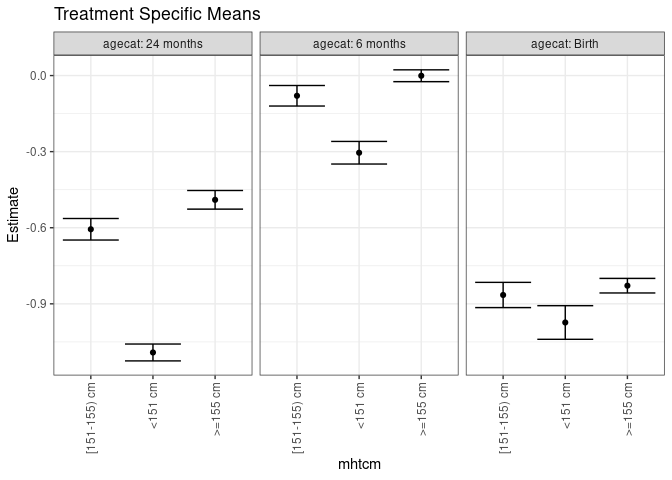 Treatment Specific Means
agecat: 24 months
agecat: 6 months
agecat: Birth
Estimate
0.0
-0.3
-0.6
-0.9
[151-155) cm
<151 cm
>=155 cm
[151-155) cm
<151 cm
>=155 cm
[151-155) cm
<151 cm
>=155 cm
mhtcm